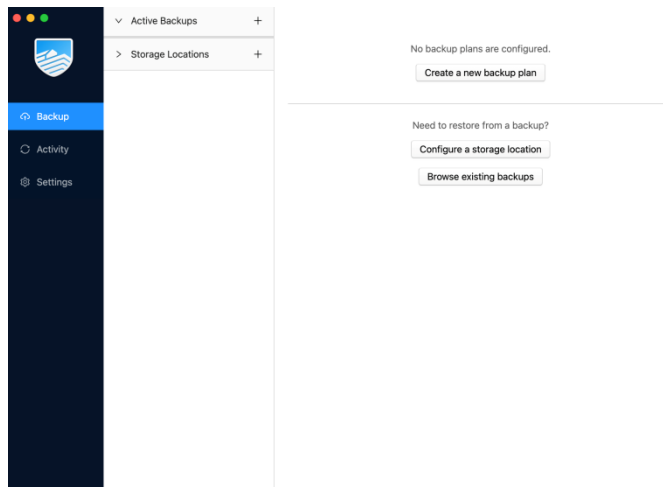 Backup
Activity
Settings
Active Backups
Storage Locations
No backup plans are configured.
Create a new backup plan
Need to restore from a backup?
Configure a storage location
Browse existing backups